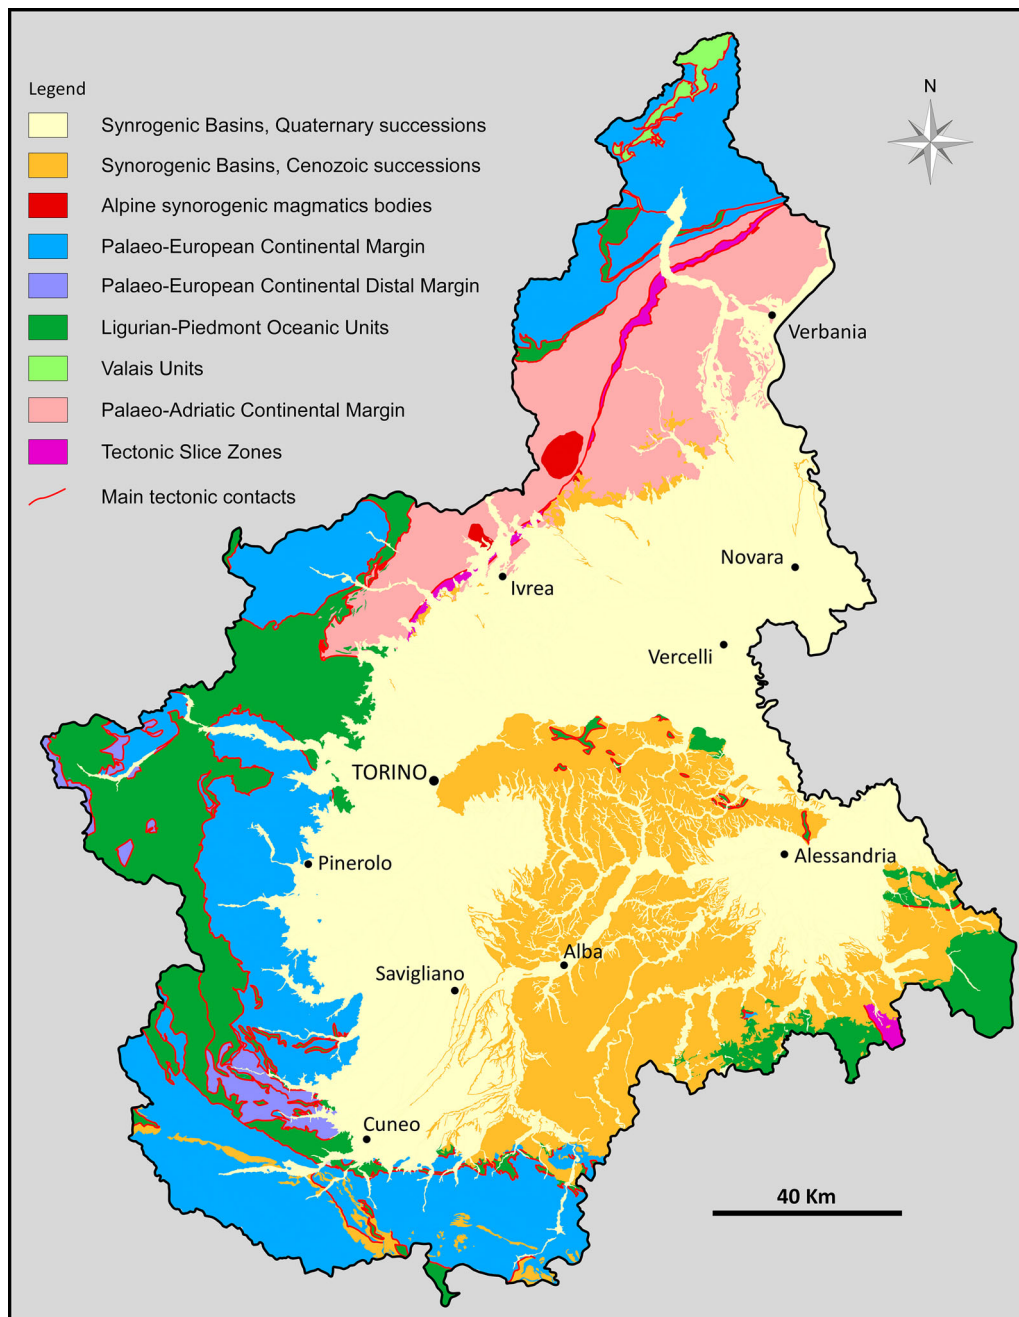 Legend
Synrogenic Basins, Quaternary successions
Synorogenic Basins, Cenozoic successions
Alpine synorogenic magmatics bodies
Palaeo-European Continental Margin
Palaeo-European Continental Distal Margin
Ligurian-Piedmont Oceanic Units
Valais Units
Palaeo-Adriatic Continental Margin
Tectonic Slice Zones
Main tectonic contacts
N
Verbania
Novara
Ivrea
Vercelli
TORINO
Alessandria
Pinerolo
Alba
Savigliano
Cuneo
40 Km